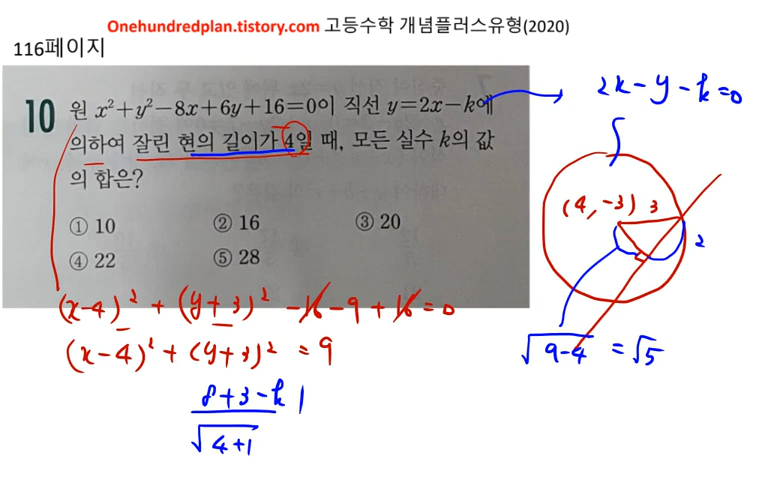 Onehundredplan.tistory.com 고등수학 개념플러스유형(2020)
116페이지
10 원 x²+y²−8x+6y+16=0이 직선 y=2x−k에
의하여 잘린 현의 길이가 4일 때, 모든 실수 k의 값
의 합은?
① 10 ② 16 ③ 20
④ 22 ⑤ 28
2x−y−k=0
(4, −3) 3
2
√9−4 = √5
(x−4)² + (y+3)² −16−9+16=0
(x−4)² + (y+3)² = 9
8+3−k|
√4+1